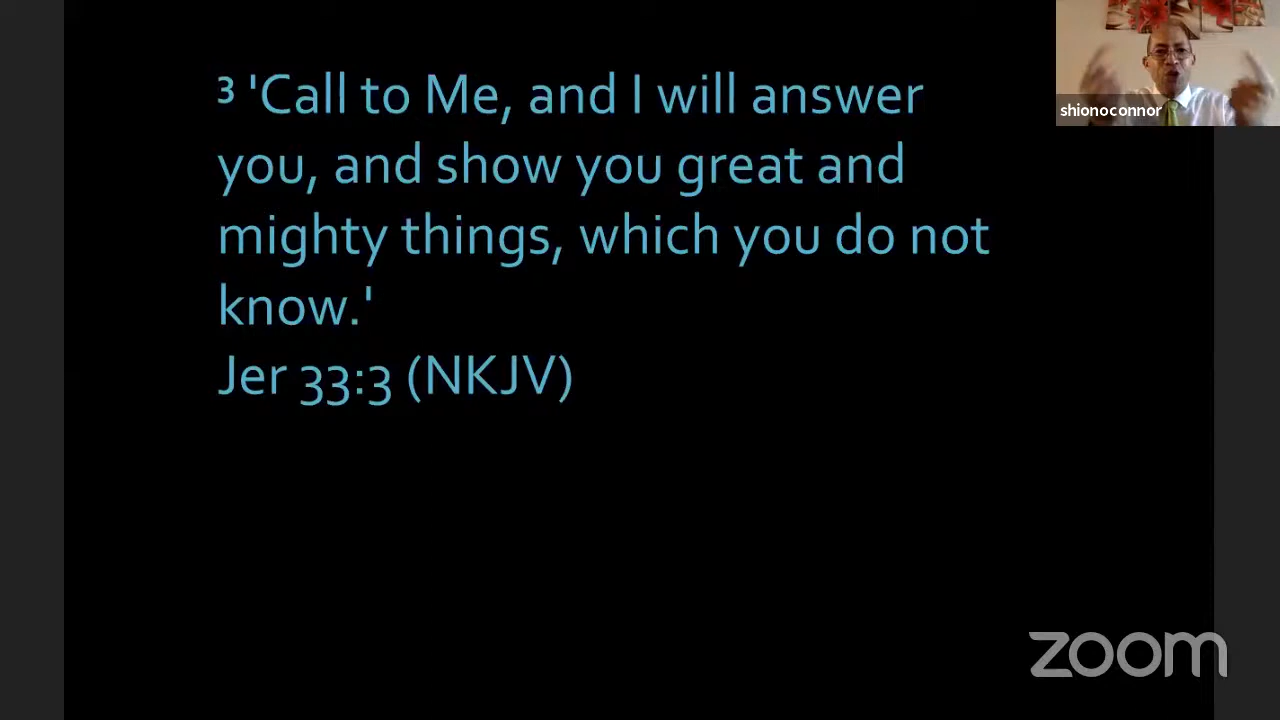 ³ 'Call to Me, and I will answer
you, and show you great and
mighty things, which you do not
know.'
Jer 33:3 (NKJV)
shionoconnor
zoom